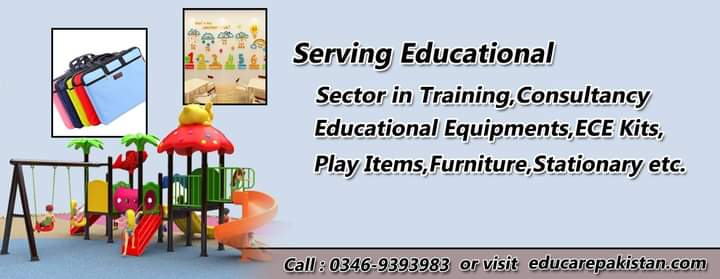 Serving Educational
Sector in Training,Consultancy
Educational Equipments,ECE Kits,
Play Items,Furniture,Stationary etc.
Call : 0346-9393983 or visit educarepakistan.com